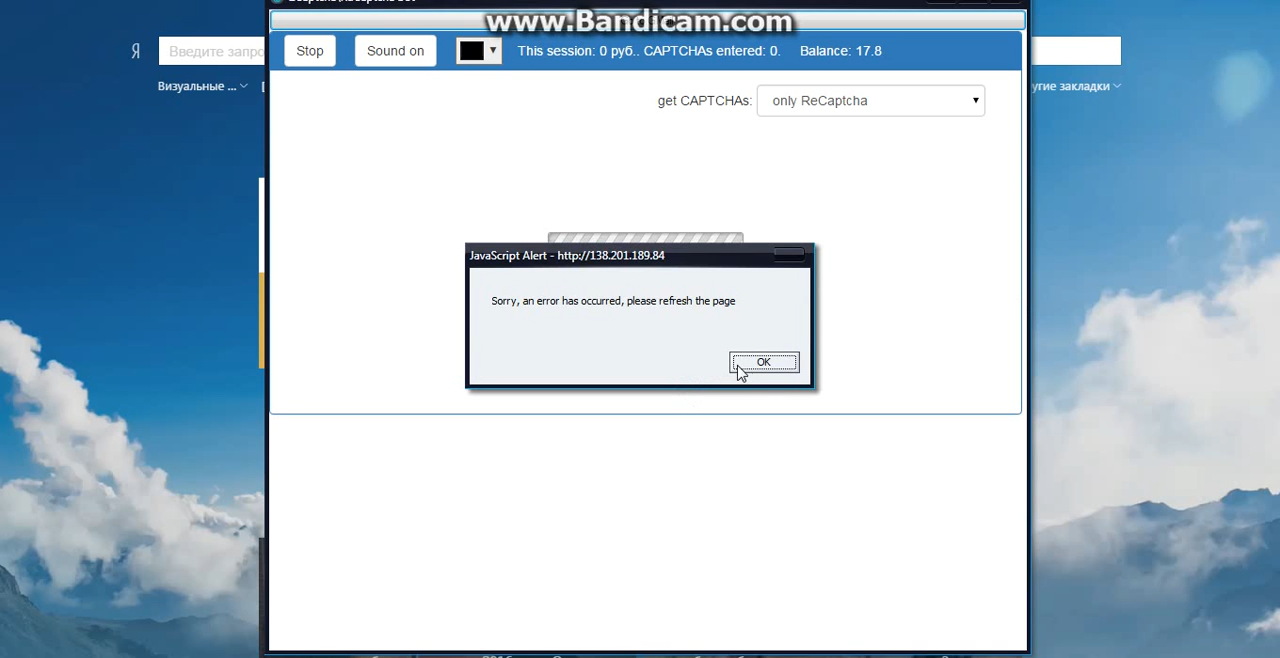 www.Bandicam.com
Я
Введите запро
Stop
Sound on
This session: 0 руб.. CAPTCHAs entered: 0.
Balance: 17.8
Визуальные ...
угие закладки
get CAPTCHAs:
only ReCaptcha
JavaScript Alert - http://138.201.189.84
Sorry, an error has occurred, please refresh the page
OK